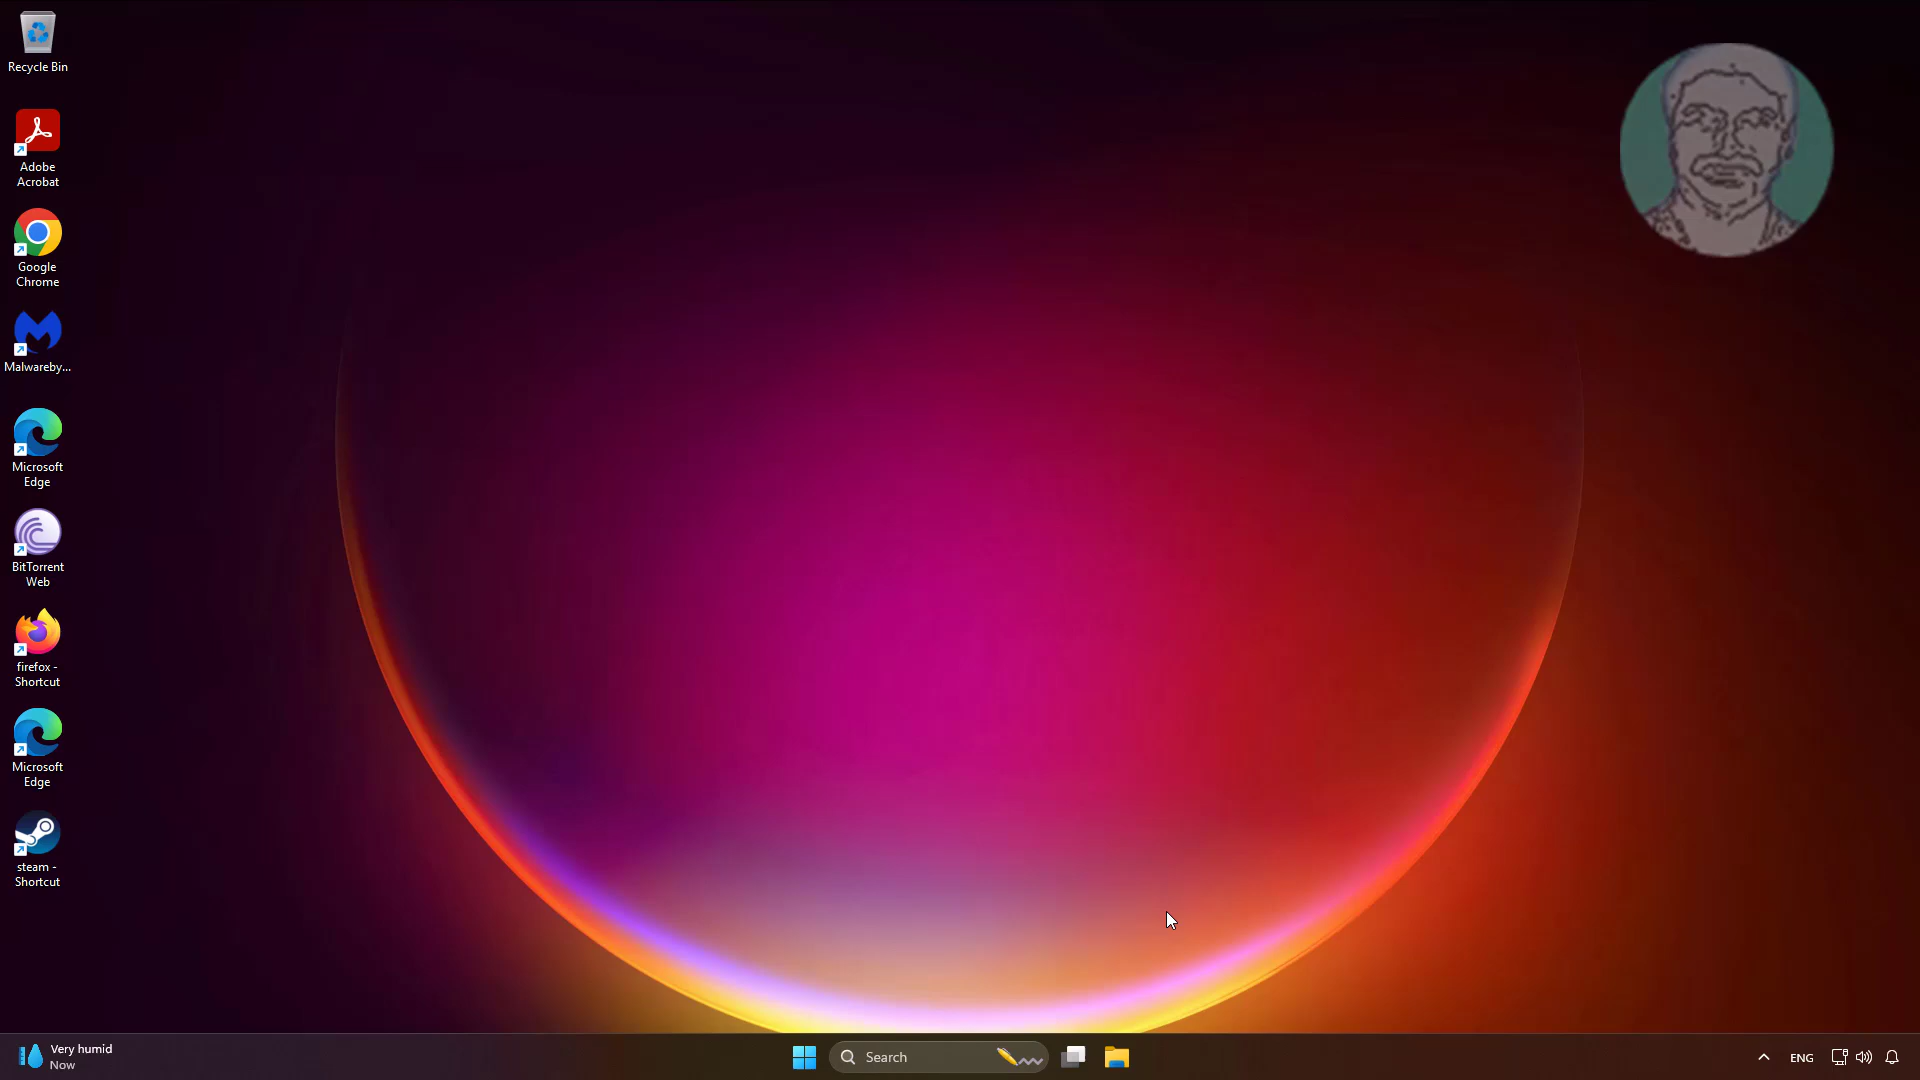 Recycle Bin
Adobe
Acrobat
Google
Chrome
Malwareby...
Microsoft
Edge
BitTorrent
Web
firefox -
Shortcut
Microsoft
Edge
steam -
Shortcut
Very humid
Now
Search
ENG